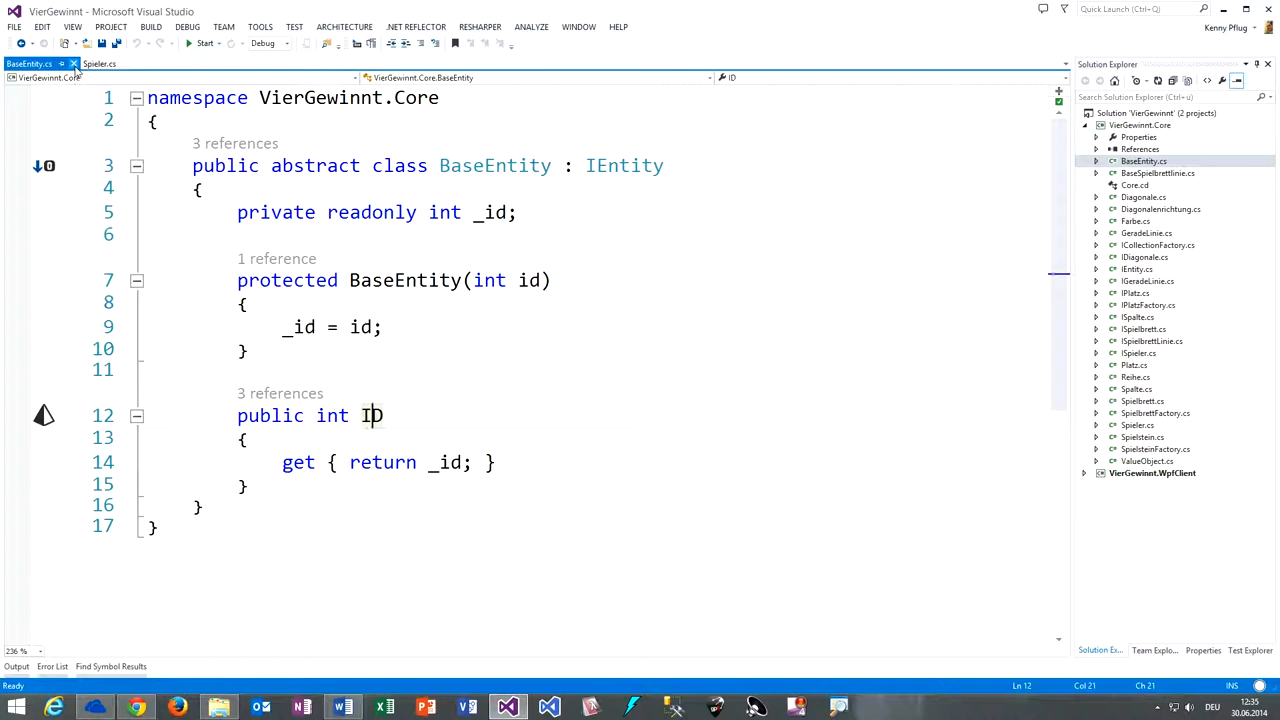 VierGewinnt - Microsoft Visual Studio
Quick Launch (Ctrl+Q)
FILE EDIT VIEW PROJECT BUILD DEBUG TEAM TOOLS TEST ARCHITECTURE .NET REFLECTOR RESHARPER ANALYZE WINDOW HELP
Kenny Pflug
Start Debug
BaseEntity.cs Spieler.cs
VierGewinnt.Core VierGewinnt.Core.BaseEntity ID
1 namespace VierGewinnt.Core
2 {
3 references
3 public abstract class BaseEntity : IEntity
4 {
5 private readonly int _id;
6
1 reference
7 protected BaseEntity(int id)
8 {
9 _id = id;
10 }
11
3 references
12 public int ID
13 {
14 get { return _id; }
15 }
16 }
17 }
236 %
Solution Explorer
Search Solution Explorer (Ctrl+ü)
Solution 'VierGewinnt' (2 projects)
VierGewinnt.Core
Properties
References
BaseEntity.cs
BaseSpielbrettlinie.cs
Core.cd
Diagonale.cs
Diagonalenrichtung.cs
Farbe.cs
GeradeLinie.cs
ICollectionFactory.cs
IDiagonale.cs
IEntity.cs
IGeradeLinie.cs
IPlatz.cs
IPlatzFactory.cs
ISpalte.cs
ISpielbrett.cs
ISpielbrettLinie.cs
ISpieler.cs
Platz.cs
Reihe.cs
Spalte.cs
Spielbrett.cs
SpielbrettFactory.cs
Spieler.cs
Spielstein.cs
SpielsteinFactory.cs
ValueObject.cs
VierGewinnt.WpfClient
Solution Ex... Team Explo... Properties Test Explorer
Output Error List Find Symbol Results
Ready Ln 12 Col 21 Ch 21 INS
DEU
12:35
30.06.2014